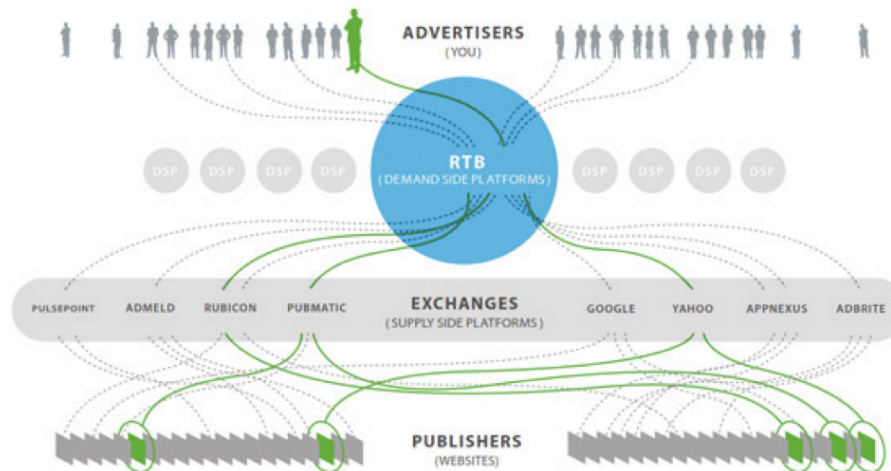 ADVERTISERS
(YOU)
RTB
(DEMAND SIDE PLATFORMS)
DSP DSP DSP DSP DSP DSP DSP DSP
PULSEPOINT ADMELD RUBICON PUBMATIC EXCHANGES GOOGLE YAHOO APPNEXUS ADBRITE
(SUPPLY SIDE PLATFORMS)
PUBLISHERS
(WEBSITES)